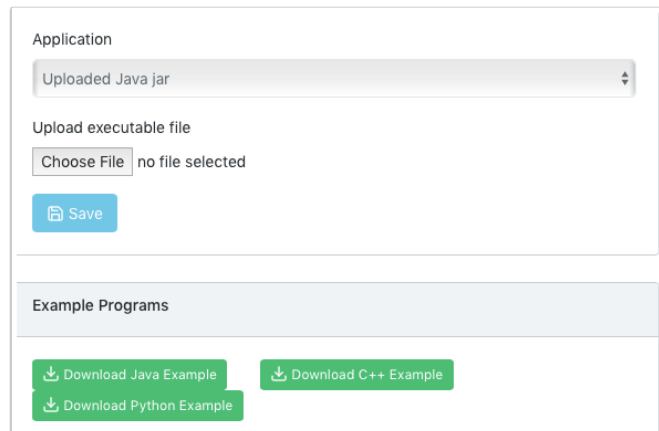 Application
Uploaded Java jar
Upload executable file
Choose File no file selected
Save
Example Programs
Download Java Example
Download C++ Example
Download Python Example